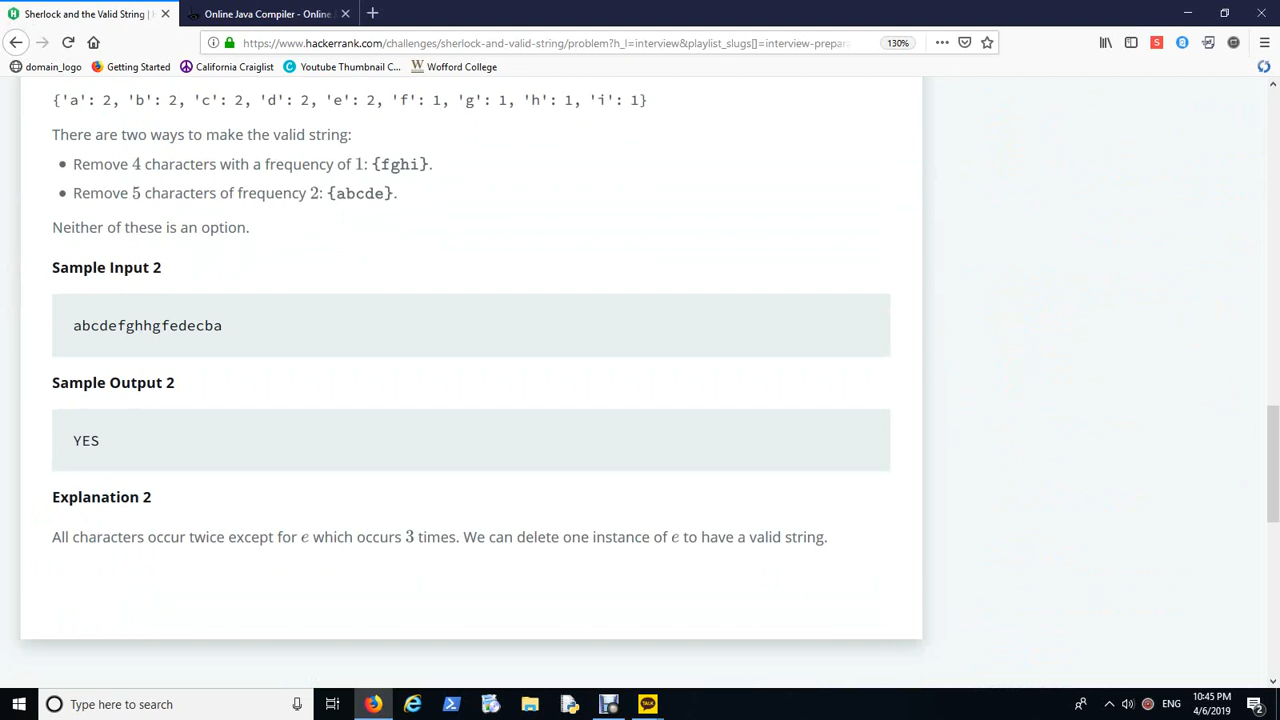 Sherlock and the Valid String |
Online Java Compiler - Online
https://www.hackerrank.com/challenges/sherlock-and-valid-string/problem?h_l=interview&playlist_slugs[]=interview-prepar
130%
domain_logo
Getting Started
California Craiglist
Youtube Thumbnail C...
Wofford College
{'a': 2, 'b': 2, 'c': 2, 'd': 2, 'e': 2, 'f': 1, 'g': 1, 'h': 1, 'i': 1}
There are two ways to make the valid string:
• Remove 4 characters with a frequency of 1: {fghi}.
• Remove 5 characters of frequency 2: {abcde}.
Neither of these is an option.
Sample Input 2
abcdefghhgfedecba
Sample Output 2
YES
Explanation 2
All characters occur twice except for e which occurs 3 times. We can delete one instance of e to have a valid string.
Type here to search
TALK
ENG
10:45 PM
4/6/2019
2